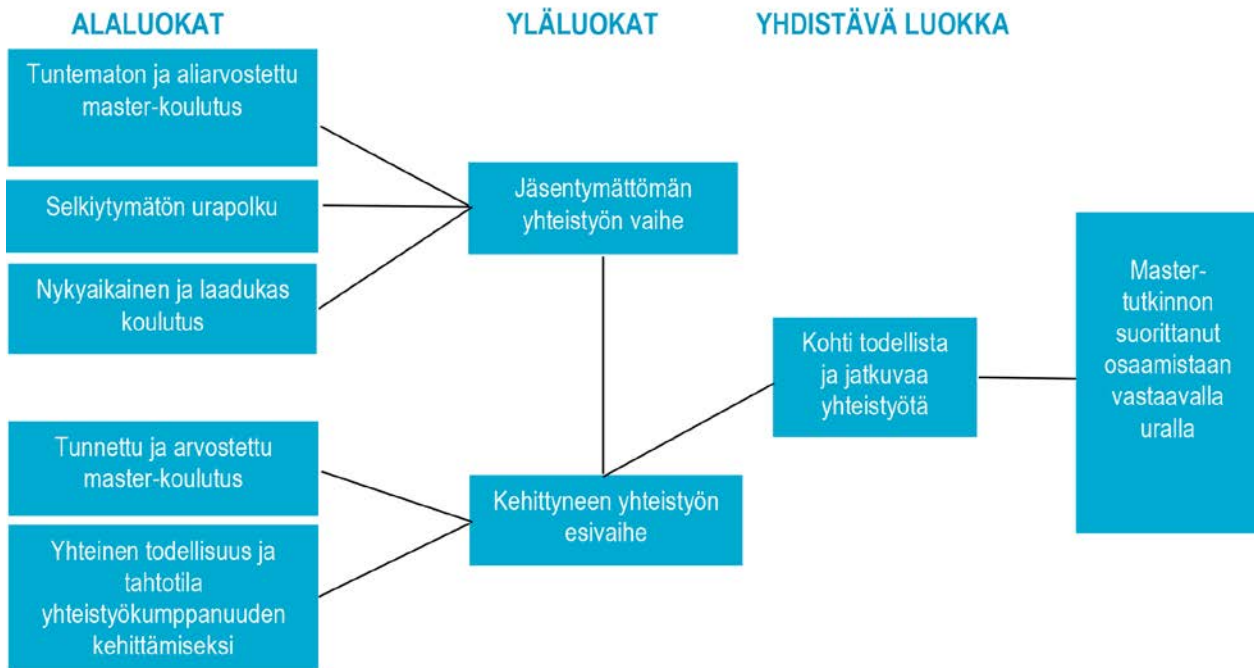 ALALUOKAT
YLÄLUOKAT
YHDISTÄVÄ LUOKKA
Tuntematon ja aliarvostettu
master-koulutus
Selkiytymätön urapolku
Nykyaikainen ja laadukas
koulutus
Tunnettu ja arvostettu
master-koulutus
Yhteinen todellisuus ja
tahtotila
yhteistyökumppanuuden
kehittämiseksi
Jäsentymättömän
yhteistyön vaihe
Kehittyneen yhteistyön
esivaihe
Kohti todellista
ja jatkuvaa
yhteistyötä
Master-
tutkinnon
suorittanut
osaamistaan
vastaavalla
uralla